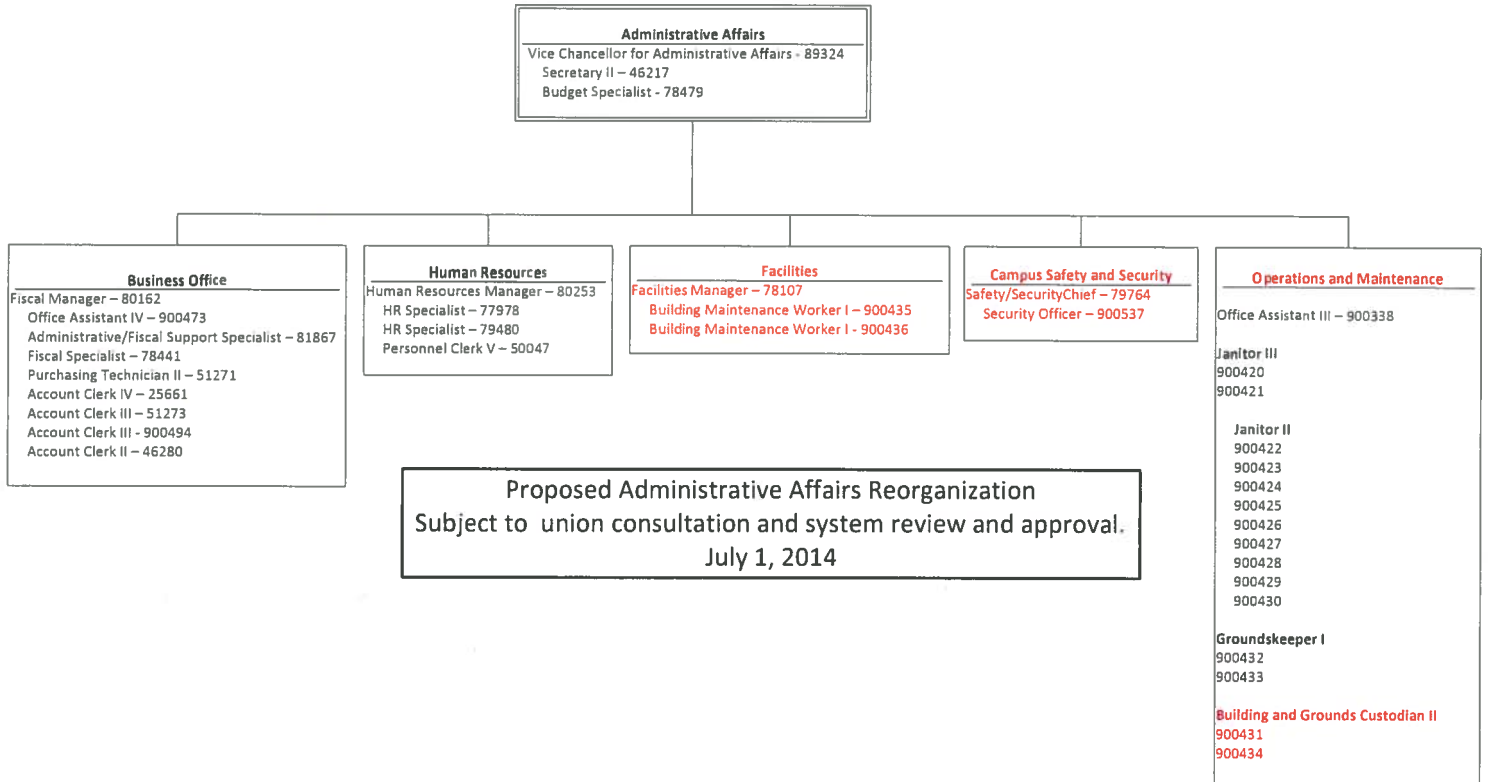 Administrative Affairs
Vice Chancellor for Administrative Affairs - 89324
Secretary II – 46217
Budget Specialist - 78479
Business Office
Fiscal Manager – 80162
Office Assistant IV – 900473
Administrative/Fiscal Support Specialist – 81867
Fiscal Specialist – 78441
Purchasing Technician II – 51271
Account Clerk IV – 25661
Account Clerk III – 51273
Account Clerk III - 900494
Account Clerk II – 46280
Human Resources
Human Resources Manager – 80253
HR Specialist – 77978
HR Specialist – 79480
Personnel Clerk V – 50047
Facilities
Facilities Manager – 78107
Building Maintenance Worker I – 900435
Building Maintenance Worker I - 900436
Campus Safety and Security
Safety/SecurityChief – 79764
Security Officer – 900537
Operations and Maintenance
Office Assistant III – 900338
Janitor III
900420
900421
Janitor II
900422
900423
900424
900425
900426
900427
900428
900429
900430
Groundskeeper I
900432
900433
Building and Grounds Custodian II
900431
900434
Proposed Administrative Affairs Reorganization
Subject to union consultation and system review and approval.
July 1, 2014